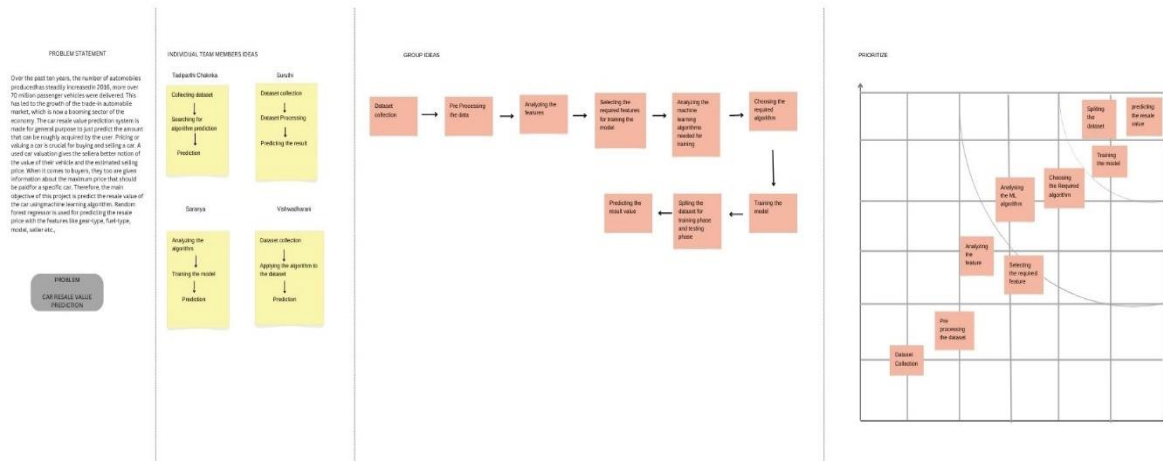 PROBLEM STATEMENT
Over the past ten years, the number of automobiles
producedhas steadily increased in 2016, more over
70 million passenger vehicles were delivered. This
has led to the growth of the trade-in automobile
market, which is now a booming sector of the
economy. The car resale value prediction system is
made for general purpose to just predict the amount
that can be roughly acquired by the user. Pricing or
valuing a car is crucial for buying and selling a car. A
used car valuation gives the sellera better notion of
the value of their vehicle and the estimated selling
price. When it comes to buyers, they too are given
information about the maximum price that should
be paidfor a specific car. Therefore, the main
objective of this project is predict the resale value of
the car usingmachine learning algorithm. Random
forest regressor is used for predicting the resale
price with the features like gear-type, fuel-type,
model, seller etc.,
PROBLEM
CAR RESALE VALUE
PREDICTION
INDIVIDUAL TEAM MEMBERS IDEAS
Collecting dataset
Searching for
algorithm prediction
Prediction
Suruthi
Dataset collection
Dataset Processing
Predicting the result
Saranya
Analyzing the
algorithm
Training the model
Prediction
Vishwadharani
Dataset collection
Applying the algorithm to
the dataset
Prediction
GROUP IDEAS
Dataset
collection
Pre Processing
the data
Analyzing the
features
Selecting the
required features
for training the
model
Analyzing the
machine
learning algorithms
needed for
training
Choosing the
required
algorithm
Training the
model
Spliting the
dataset for
training phase
and testing
phase
Predicting the
result value
PRIORITIZE
Spliting
the
dataset
predicting
the resale
value
Training
the model
Choosing
the Required
algorithm
Analysing
the ML
algorithm
Analyzing
the
feature
Selecting
the required
feature
Pre
processing
the dataset
Dataset
Collection